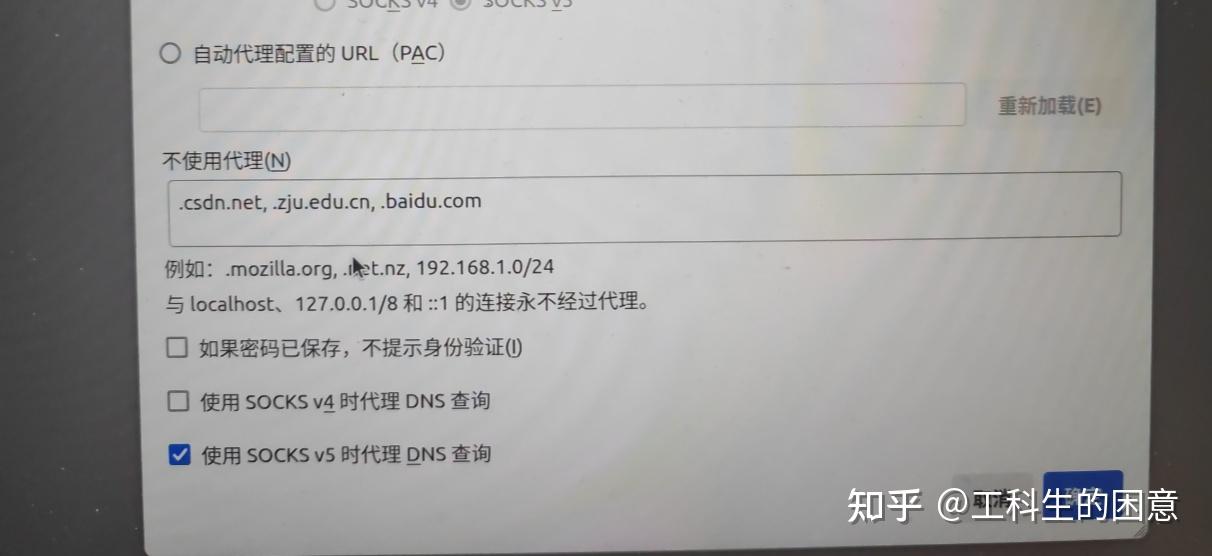 SOCKS v4 SOCKS v5
自动代理配置的 URL（PAC）
重新加载(E)
不使用代理(N)
.csdn.net, .zju.edu.cn, .baidu.com
例如：.mozilla.org, .net.nz, 192.168.1.0/24
与 localhost、127.0.0.1/8 和 ::1 的连接永不经过代理。
如果密码已保存，不提示身份验证(I)
使用 SOCKS v4 时代理 DNS 查询
使用 SOCKS v5 时代理 DNS 查询
取消
知乎 @工科生的困意